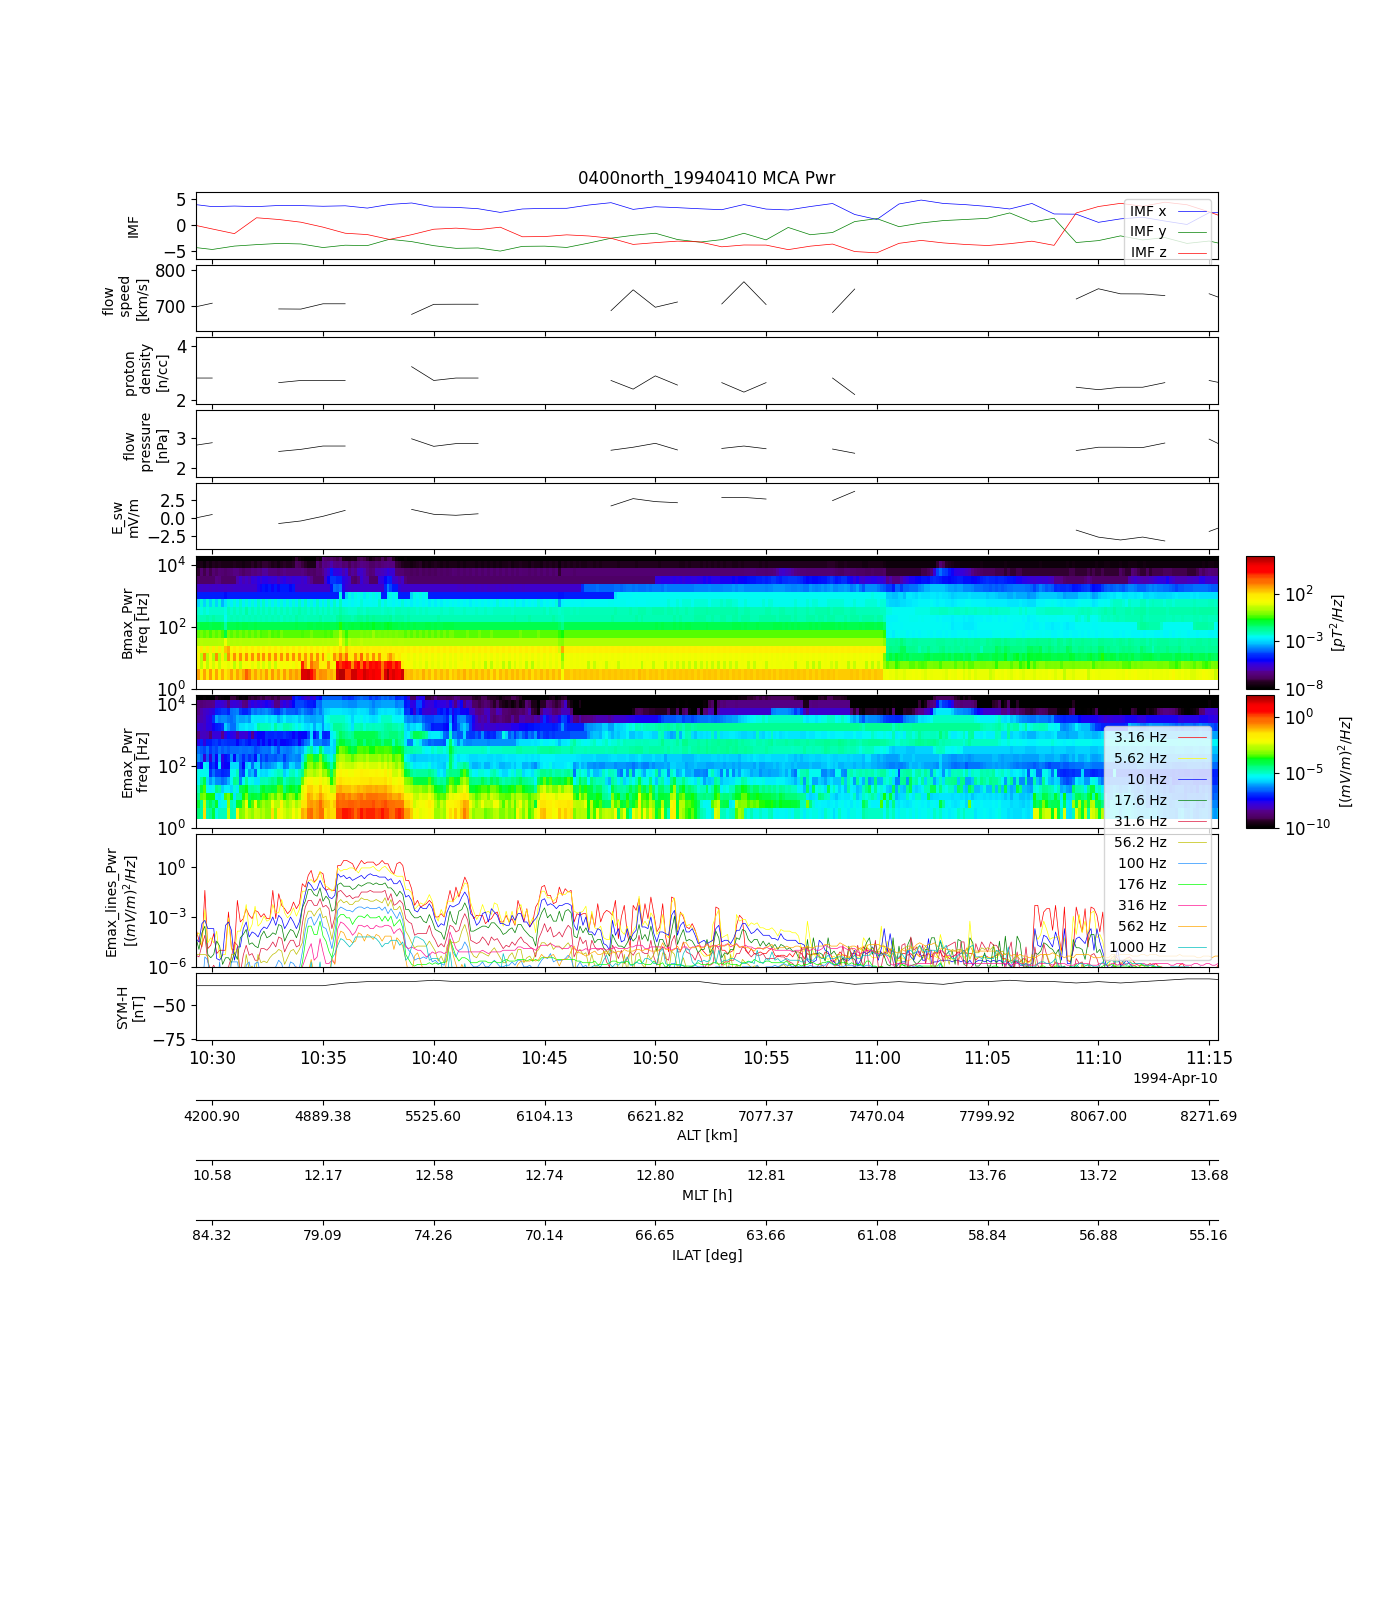 0400north_19940410 MCA Pwr
5
0
−5
IMF
IMF x
IMF y
IMF z
800
700
flow
speed
[km/s]
4
2
proton
density
[n/cc]
3
2
flow
pressure
[nPa]
2.5
0.0
−2.5
E_sw
mV/m
10^4
10^2
10^0
Bmax_Pwr
freq [Hz]
10^2
10^−3
10^−8
[pT^2/Hz]
10^4
10^2
10^0
Emax_Pwr
freq [Hz]
10^0
10^−5
10^−10
[(mV/m)^2/Hz]
3.16 Hz
5.62 Hz
10 Hz
17.6 Hz
31.6 Hz
56.2 Hz
100 Hz
176 Hz
316 Hz
562 Hz
1000 Hz
10^0
10^−3
10^−6
Emax_lines_Pwr
[(mV/m)^2/Hz]
−50
−75
SYM-H
[nT]
10:30 10:35 10:40 10:45 10:50 10:55 11:00 11:05 11:10 11:15
1994-Apr-10
4200.90 4889.38 5525.60 6104.13 6621.82 7077.37 7470.04 7799.92 8067.00 8271.69
ALT [km]
10.58 12.17 12.58 12.74 12.80 12.81 13.78 13.76 13.72 13.68
MLT [h]
84.32 79.09 74.26 70.14 66.65 63.66 61.08 58.84 56.88 55.16
ILAT [deg]